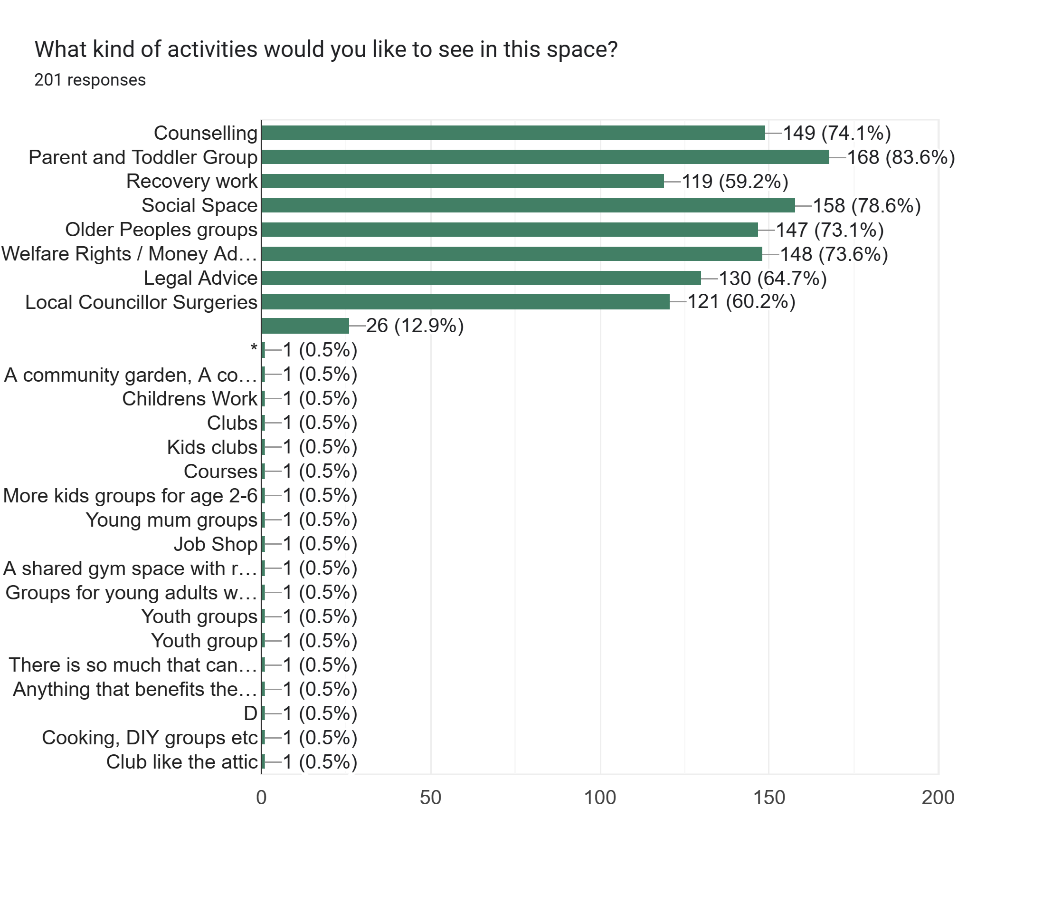 What kind of activities would you like to see in this space?
201 responses
Counselling 149 (74.1%)
Parent and Toddler Group 168 (83.6%)
Recovery work 119 (59.2%)
Social Space 158 (78.6%)
Older Peoples groups 147 (73.1%)
Welfare Rights / Money Ad… 148 (73.6%)
Legal Advice 130 (64.7%)
Local Councillor Surgeries 121 (60.2%)
26 (12.9%)
* 1 (0.5%)
A community garden, A co… 1 (0.5%)
Childrens Work 1 (0.5%)
Clubs 1 (0.5%)
Kids clubs 1 (0.5%)
Courses 1 (0.5%)
More kids groups for age 2-6 1 (0.5%)
Young mum groups 1 (0.5%)
Job Shop 1 (0.5%)
A shared gym space with r… 1 (0.5%)
Groups for young adults w… 1 (0.5%)
Youth groups 1 (0.5%)
Youth group 1 (0.5%)
There is so much that can… 1 (0.5%)
Anything that benefits the… 1 (0.5%)
D 1 (0.5%)
Cooking, DIY groups etc 1 (0.5%)
Club like the attic 1 (0.5%)
0 50 100 150 200